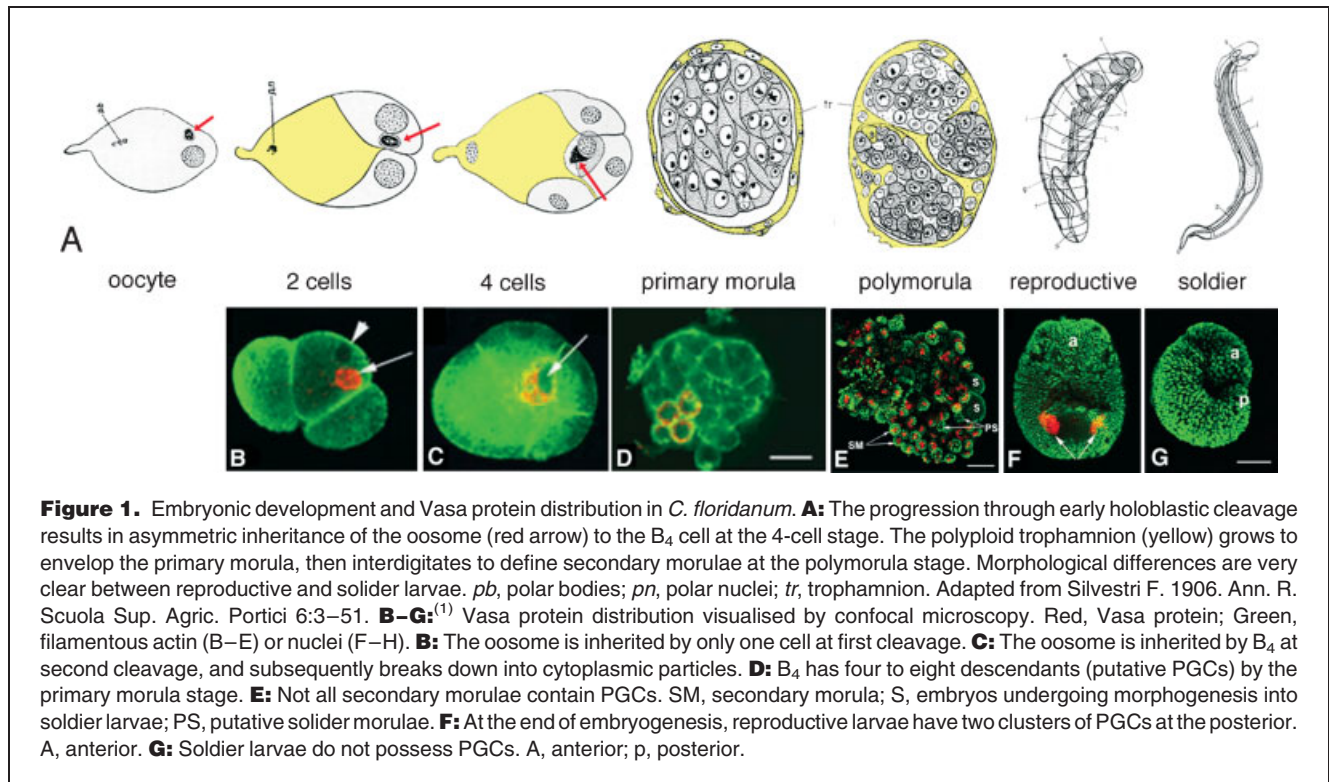 pb
pn
tr
A
oocyte 2 cells 4 cells primary morula polymorula reproductive soldier
B C D E F G
S
S
PS
SM
a
a
p
Figure 1. Embryonic development and Vasa protein distribution in C. floridanum. A: The progression through early holoblastic cleavage
results in asymmetric inheritance of the oosome (red arrow) to the B4 cell at the 4-cell stage. The polyploid trophamnion (yellow) grows to
envelop the primary morula, then interdigitates to define secondary morulae at the polymorula stage. Morphological differences are very
clear between reproductive and solider larvae. pb, polar bodies; pn, polar nuclei; tr, trophamnion. Adapted from Silvestri F. 1906. Ann. R.
Scuola Sup. Agric. Portici 6:3–51. B–G:(1) Vasa protein distribution visualised by confocal microscopy. Red, Vasa protein; Green,
filamentous actin (B–E) or nuclei (F–H). B: The oosome is inherited by only one cell at first cleavage. C: The oosome is inherited by B4 at
second cleavage, and subsequently breaks down into cytoplasmic particles. D: B4 has four to eight descendants (putative PGCs) by the
primary morula stage. E: Not all secondary morulae contain PGCs. SM, secondary morula; S, embryos undergoing morphogenesis into
soldier larvae; PS, putative solider morulae. F: At the end of embryogenesis, reproductive larvae have two clusters of PGCs at the posterior.
A, anterior. G: Soldier larvae do not possess PGCs. A, anterior; p, posterior.